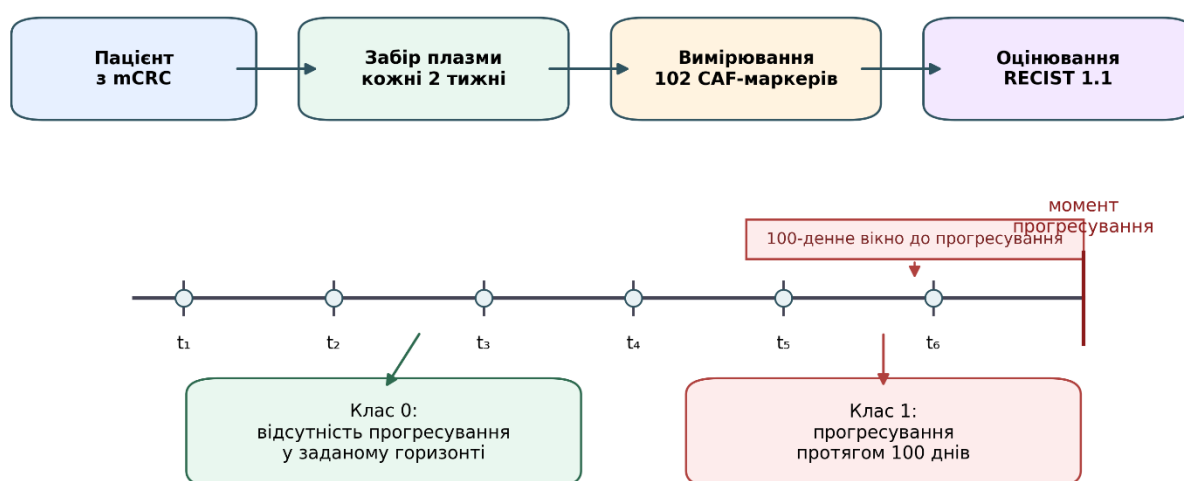 Пацієнт
з mCRC
Забір плазми
кожні 2 тижні
Вимірювання
102 CAF-маркерів
Оцінювання
RECIST 1.1
момент
прогресування
100-денне вікно до прогресування
t₁
t₂
t₃
t₄
t₅
t₆
Клас 0:
відсутність прогресування
у заданому горизонті
Клас 1:
прогресування
протягом 100 днів